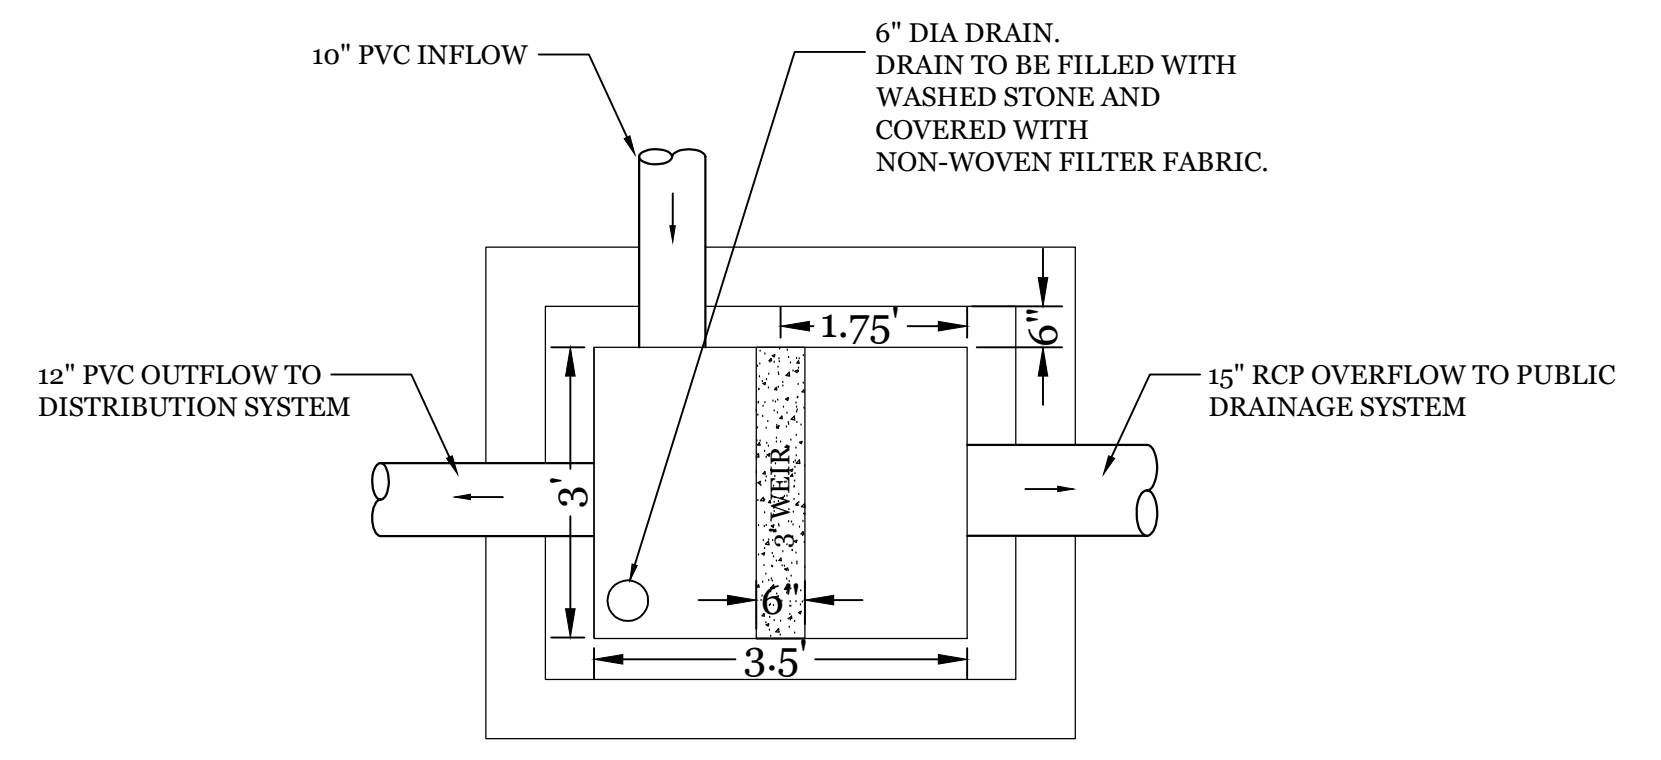 10" PVC INFLOW
6" DIA DRAIN.
DRAIN TO BE FILLED WITH
WASHED STONE AND
COVERED WITH
NON-WOVEN FILTER FABRIC.
1.75'
6"
12" PVC OUTFLOW TO
DISTRIBUTION SYSTEM
15" RCP OVERFLOW TO PUBLIC
DRAINAGE SYSTEM
3'
3' WEIR
6"
3.5'